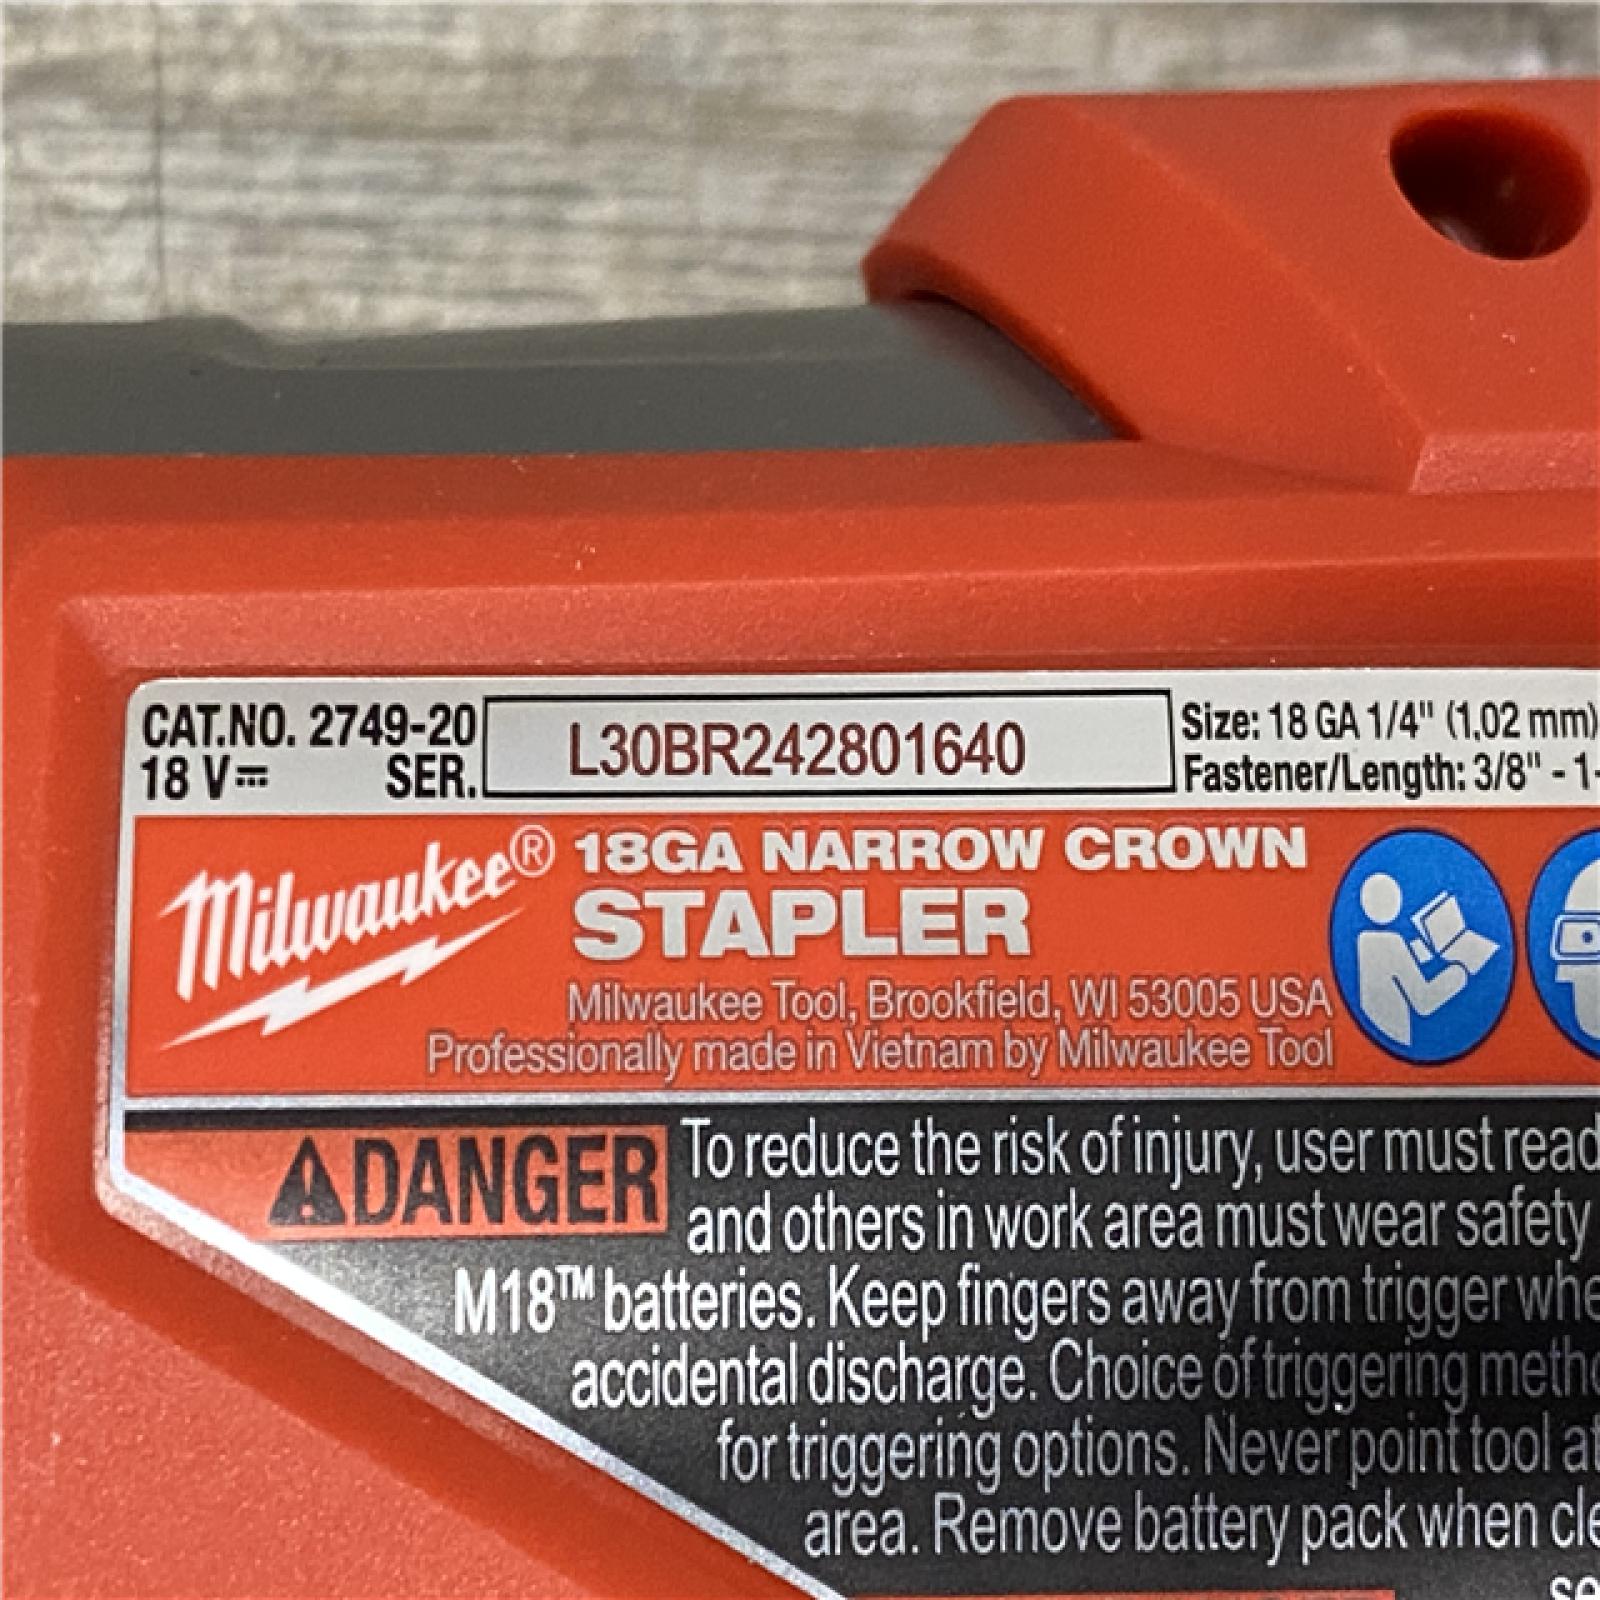 CAT.NO. 2749-20
18 V SER.
L30BR242801640
Size: 18 GA 1/4" (1,02 mm)
Fastener/Length: 3/8" - 1-
Milwaukee®
18GA NARROW CROWN
STAPLER
Milwaukee Tool, Brookfield, WI 53005 USA
Professionally made in Vietnam by Milwaukee Tool
DANGER
To reduce the risk of injury, user must read
and others in work area must wear safety
M18™ batteries. Keep fingers away from trigger
accidental discharge. Choice of triggering
for triggering options. Never point tool at
area. Remove battery pack when